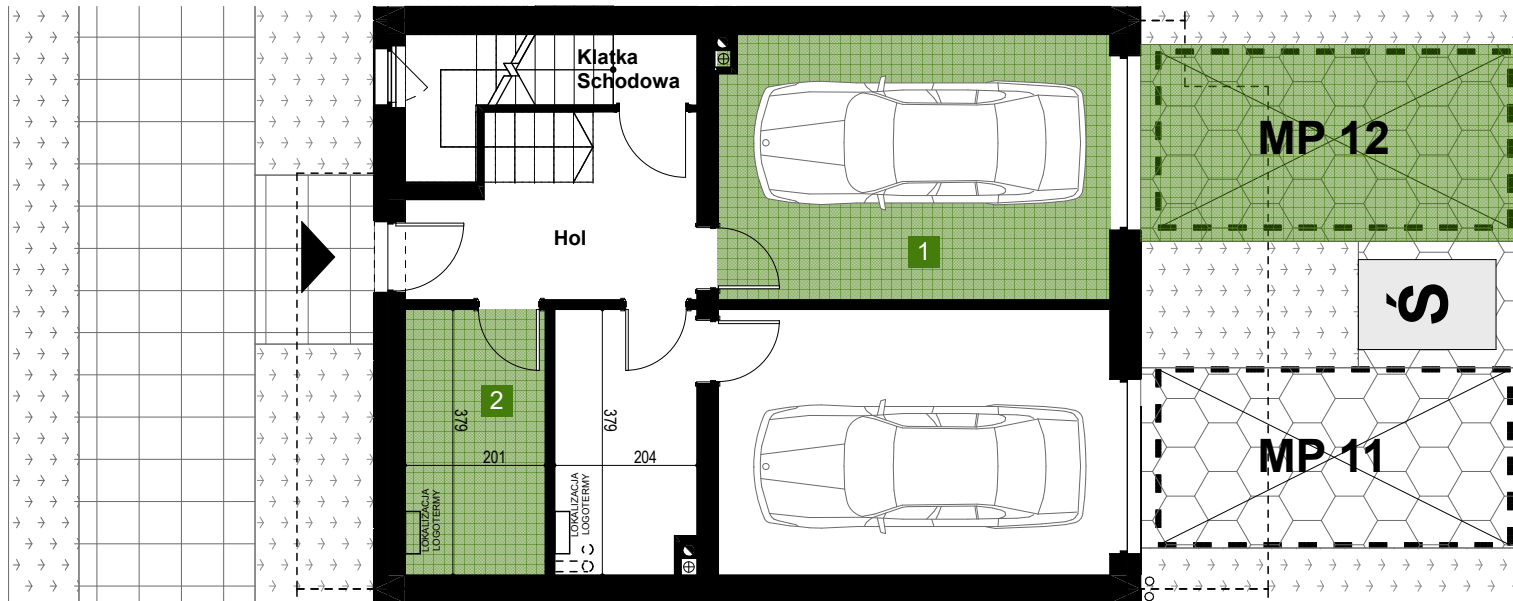 Klatka
Schodowa
MP 12
Hol
1
Ś
2
379
379
201
204
MP 11
LOKALIZACJA
LOGOTERMY
LOKALIZACJA
LOGOTERMY